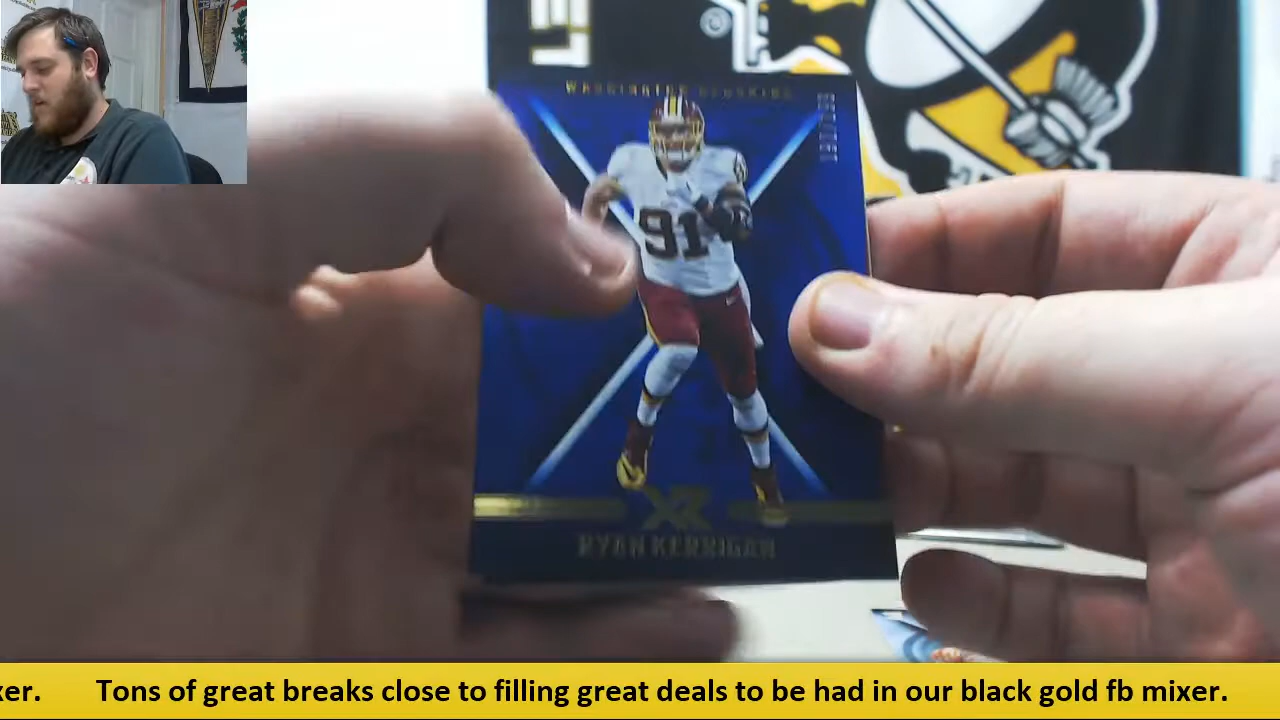 WASHINGTON REDSKINS
91
XR
RYAN KERRIGAN
xer. Tons of great breaks close to filling great deals to be had in our black gold fb mixer.